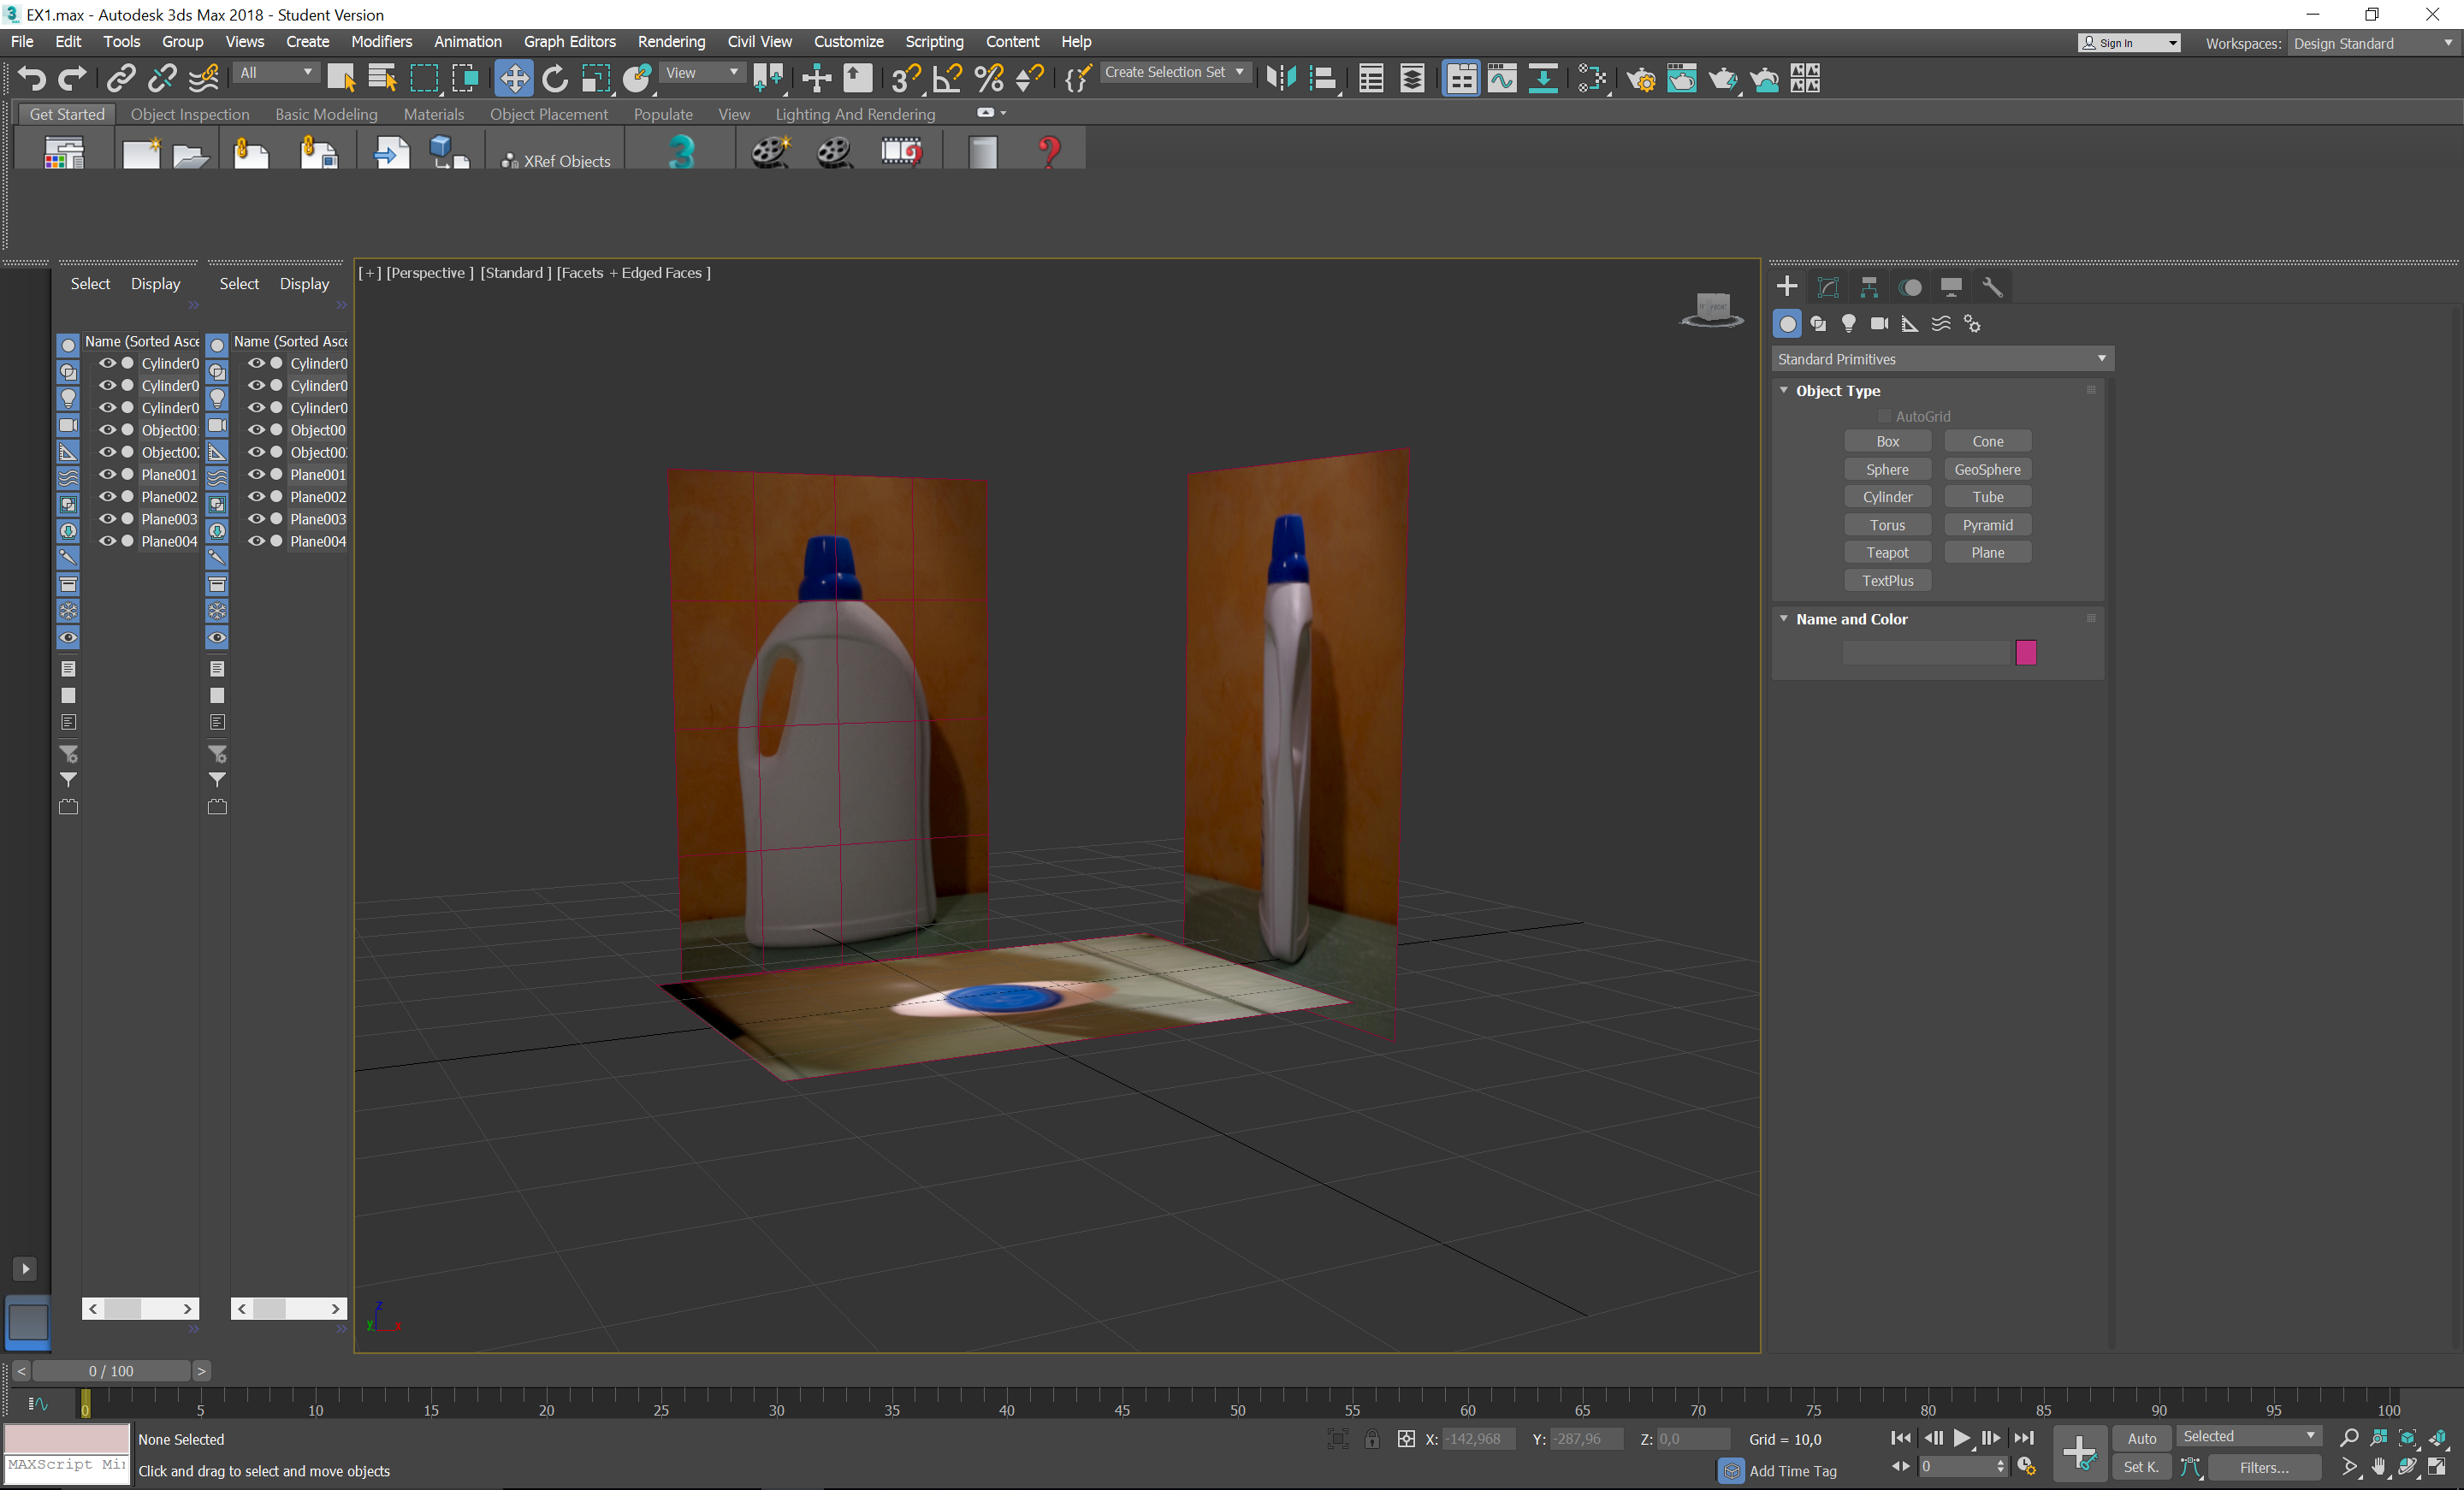 EX1.max - Autodesk 3ds Max 2018 - Student Version
File Edit Tools Group Views Create Modifiers Animation Graph Editors Rendering Civil View Customize Scripting Content Help
Sign In
Workspaces: Design Standard
All
View
Create Selection Set
Get Started Object Inspection Basic Modeling Materials Object Placement Populate View Lighting And Rendering
XRef Objects
Select Display
Select Display
[+] [Perspective ] [Standard ] [Facets + Edged Faces ]
Name (Sorted Asce
Cylinder0
Cylinder0
Cylinder0
Object00
Object00
Plane001
Plane002
Plane003
Plane004
Name (Sorted Asce
Cylinder0
Cylinder0
Cylinder0
Object00
Object00
Plane001
Plane002
Plane003
Plane004
Standard Primitives
Object Type
AutoGrid
Box Cone
Sphere GeoSphere
Cylinder Tube
Torus Pyramid
Teapot Plane
TextPlus
Name and Color
z
y x
0 / 100
0 5 10 15 20 25 30 35 40 45 50 55 60 65 70 75 80 85 90 95 100
None Selected
MAXScript Mi
Click and drag to select and move objects
X: -142,968 Y: -287,96 Z: 0,0 Grid = 10,0
Add Time Tag
0
Auto Selected
Set K. Filters...